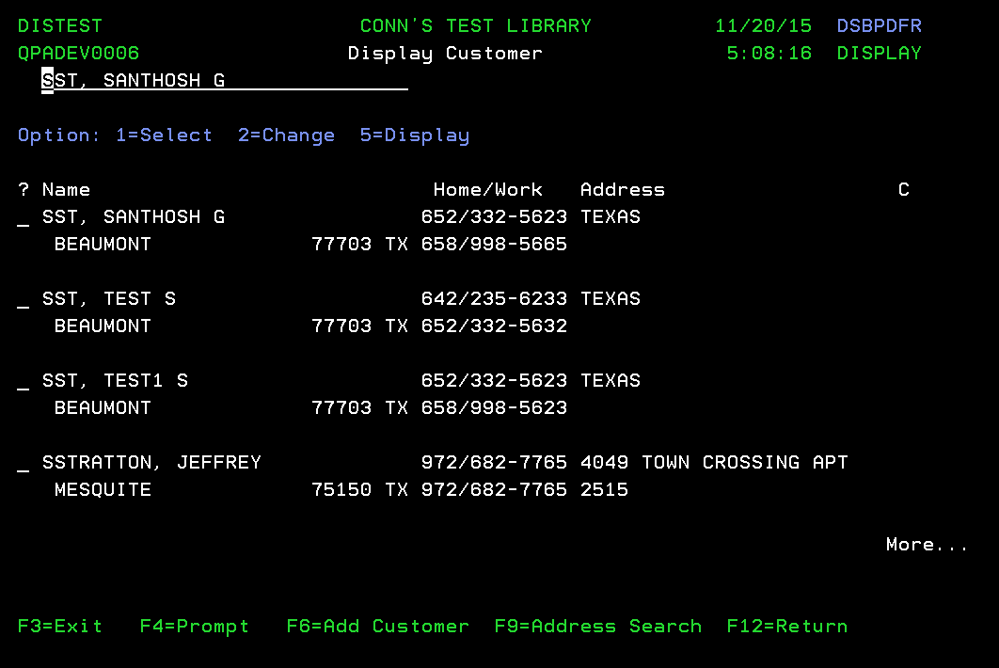 DISTEST CONN'S TEST LIBRARY 11/20/15 DSBPDFR
QPADEV0006 Display Customer 5:08:16 DISPLAY
SST, SANTHOSH G
Option: 1=Select 2=Change 5=Display
? Name Home/Work Address C
_ SST, SANTHOSH G 652/332-5623 TEXAS
BEAUMONT 77703 TX 658/998-5665
_ SST, TEST S 642/235-6233 TEXAS
BEAUMONT 77703 TX 652/332-5632
_ SST, TEST1 S 652/332-5623 TEXAS
BEAUMONT 77703 TX 658/998-5623
_ SSTRATTON, JEFFREY 972/682-7765 4049 TOWN CROSSING APT
MESQUITE 75150 TX 972/682-7765 2515
More...
F3=Exit F4=Prompt F6=Add Customer F9=Address Search F12=Return